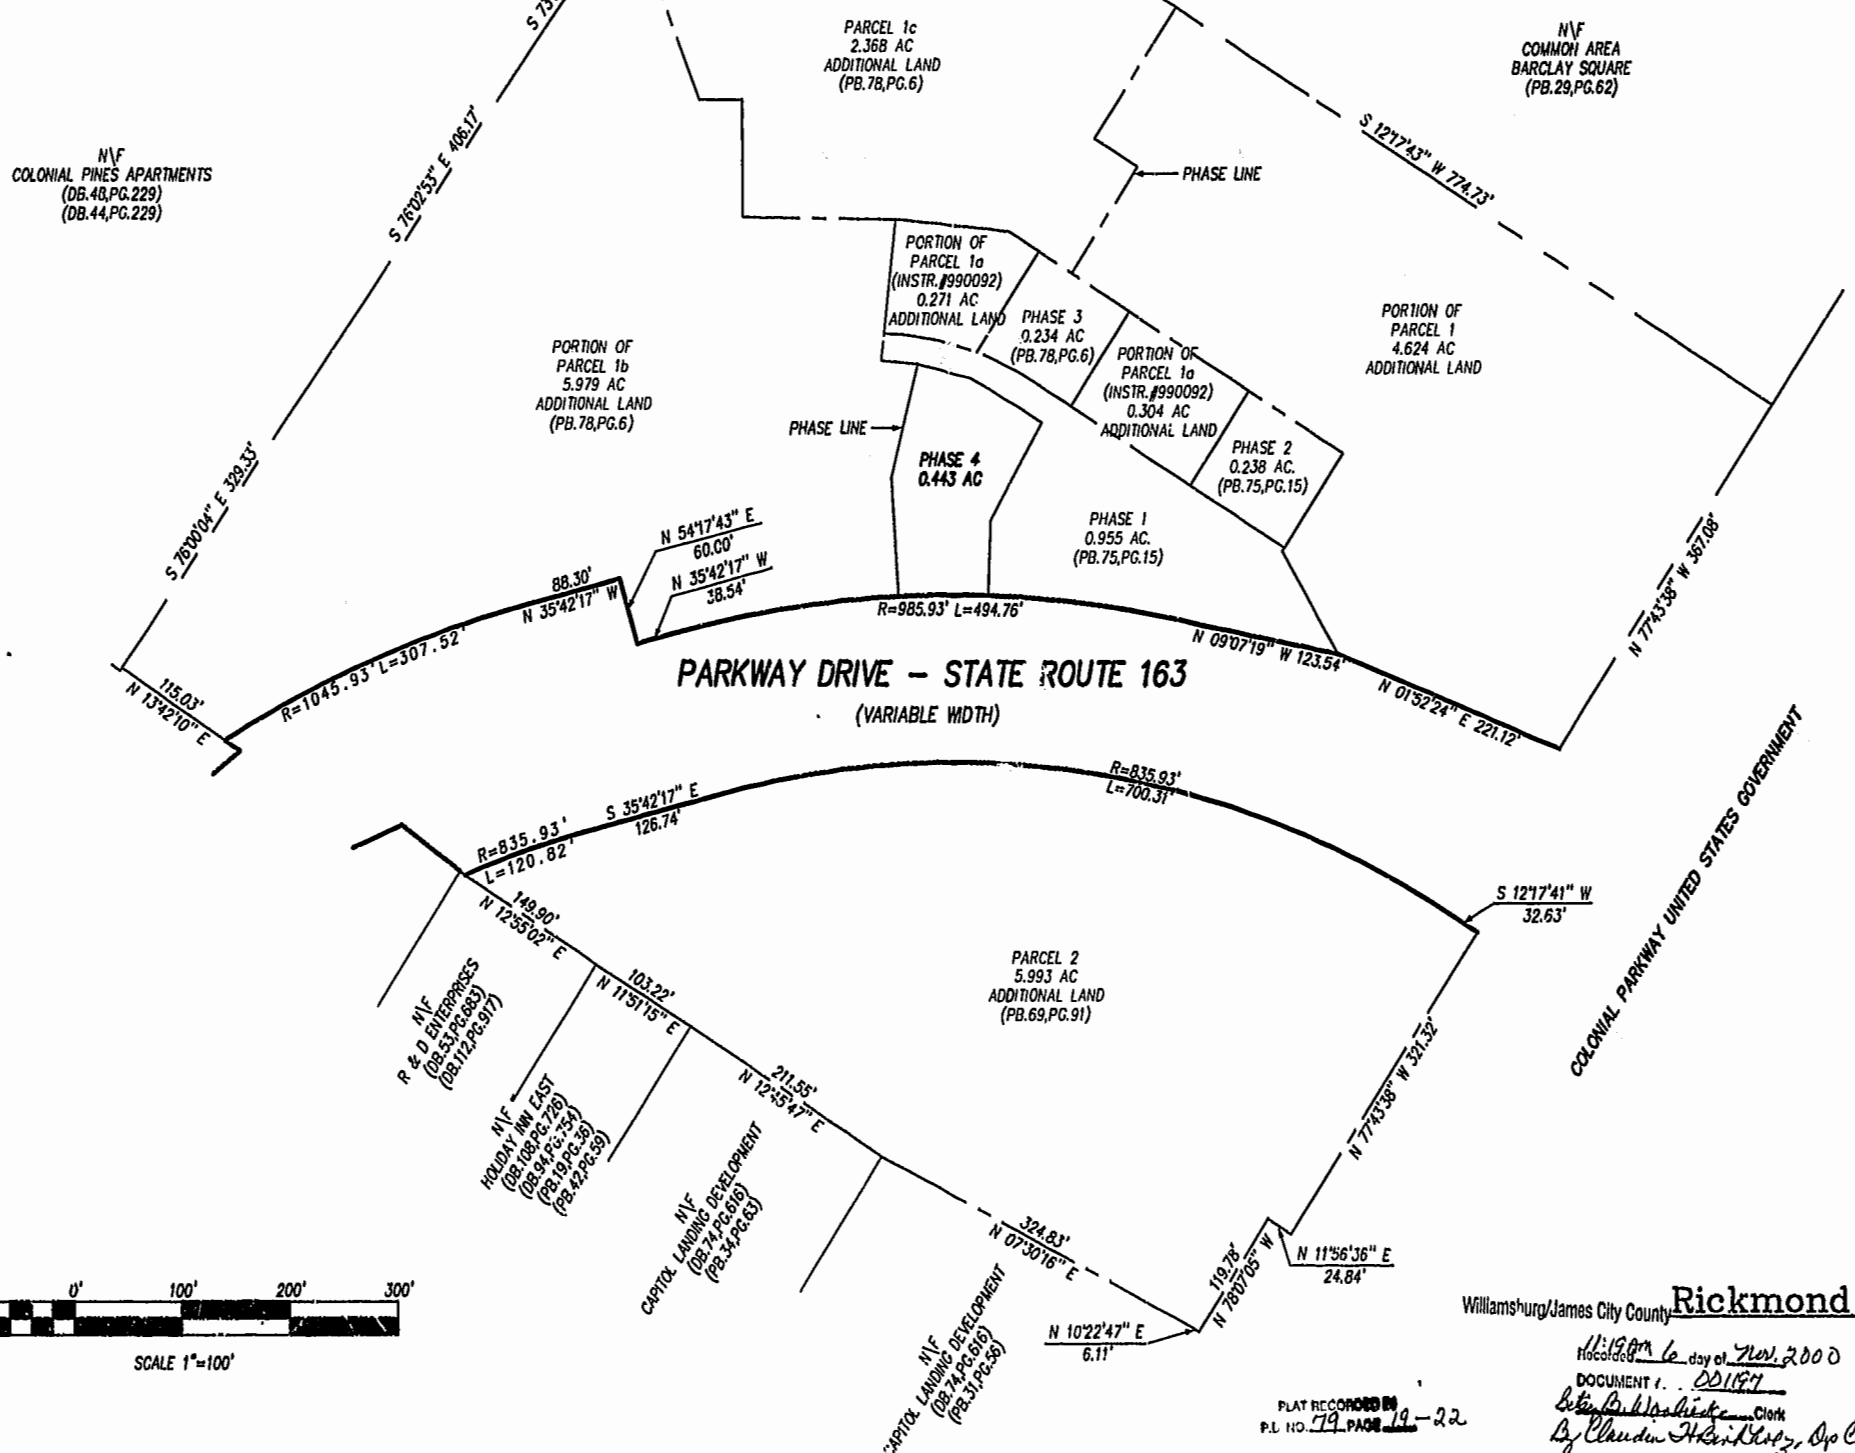 S 73°
PARCEL 1c
2.368 AC
ADDITIONAL LAND
(PB.78,PG.6)
N\F
COMMON AREA
BARCLAY SQUARE
(PB.29,PG.62)
N\F
COLONIAL PINES APARTMENTS
(DB.48,PG.229)
(DB.44,PG.229)
S 76°02'53" E 406.17'
S 12°17'43" W 774.73'
PHASE LINE
PORTION OF
PARCEL 1a
(INSTR.#990092)
0.271 AC
ADDITIONAL LAND
PHASE 3
0.234 AC
(PB.78,PG.6)
PORTION OF
PARCEL 1a
(INSTR.#990092)
0.304 AC
ADDITIONAL LAND
PORTION OF
PARCEL 1
4.624 AC
ADDITIONAL LAND
PORTION OF
PARCEL 1b
5.979 AC
ADDITIONAL LAND
(PB.78,PG.6)
PHASE LINE
PHASE 4
0.443 AC
PHASE 2
0.238 AC.
(PB.75,PG.15)
PHASE 1
0.955 AC.
(PB.75,PG.15)
S 76°00'04" E 329.33'
N 54°17'43" E
60.00'
N 35°42'17" W
38.54'
88.30'
N 35°42'17" W
R=985.93' L=494.76'
N 09°07'19" W 123.54'
N 77°43'38" W 367.08'
R=1045.93' L=307.52'
115.03'
N 13°42'10" E
N 01°52'24" E 221.12'
PARKWAY DRIVE - STATE ROUTE 163
(VARIABLE WIDTH)
R=835.93'
L=700.31'
S 35°42'17" E
126.74'
R=835.93'
L=120.82'
COLONIAL PARKWAY UNITED STATES GOVERNMENT
S 12°17'41" W
32.63'
149.90'
N 12°55'02" E
103.22'
N 11°51'15" E
PARCEL 2
5.993 AC
ADDITIONAL LAND
(PB.69,PG.91)
N\F
R & D ENTERPRISES
(DB.53,PG.683)
(DB.112,PG.917)
N\F
HOLIDAY INN EAST
(DB.108,PG.726)
(DB.94,PG.754)
(PB.19,PG.36)
(PB.42,PG.59)
211.55'
N 12°45'47" E
N 77°43'38" W 321.32'
N\F
CAPITOL LANDING DEVELOPMENT
(DB.74,PG.616)
(PB.34,PG.63)
324.83'
N 07°30'16" E
119.78'
N 78°07'05" W
N 11°56'36" E
24.84'
N\F
CAPITOL LANDING DEVELOPMENT
(DB.74,PG.616)
(PB.31,PG.56)
N 10°22'47" E
6.11'
0' 100' 200' 300'
SCALE 1"=100'
Williamsburg/James City County Rickmond
11:19 AM
Recorded 6 day of Nov. 2000
DOCUMENT #. 001197
Clerk
By Claudia
PLAT RECORDED IN
P.L NO. 79 PAGE 19-22